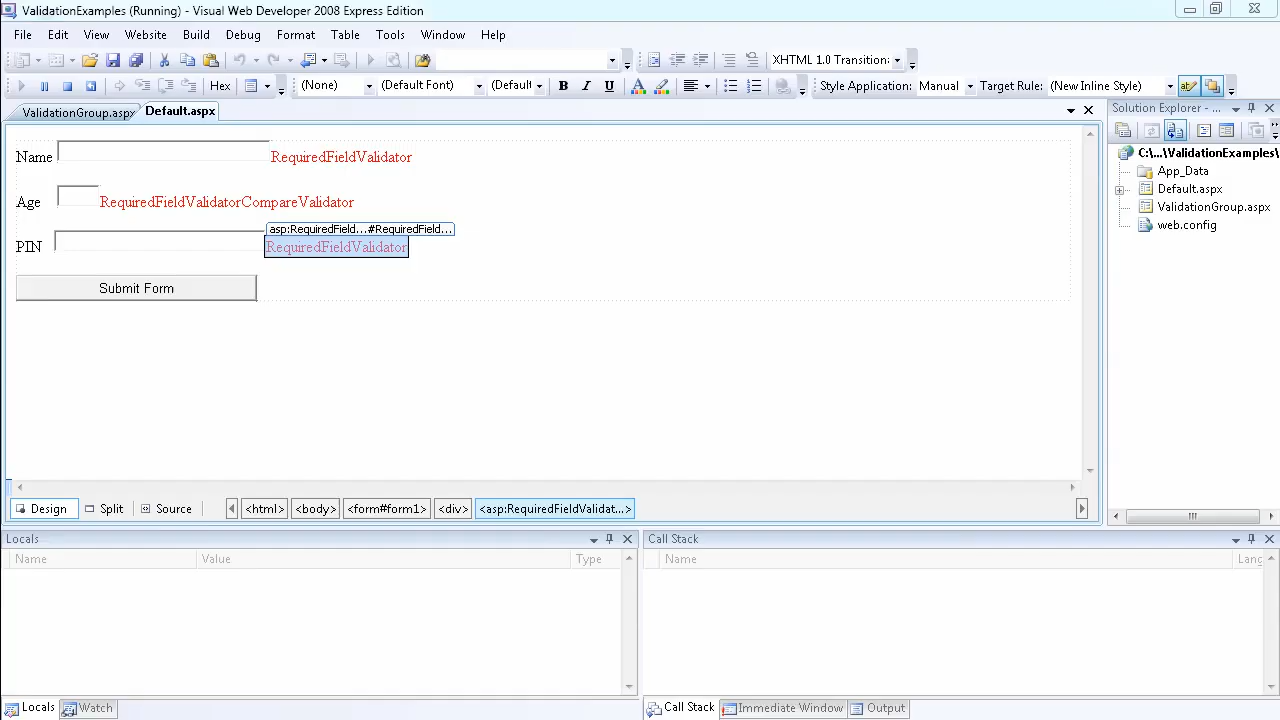 ValidationExamples (Running) - Visual Web Developer 2008 Express Edition
File Edit View Website Build Debug Format Table Tools Window Help
XHTML 1.0 Transition:
Hex (None) (Default Font) (Default B I U A Style Application: Manual Target Rule: (New Inline Style)
ValidationGroup.aspx Default.aspx
Solution Explorer - ...
C:\...\ValidationExamples\
App_Data
Default.aspx
ValidationGroup.aspx
web.config
Name RequiredFieldValidator
Age RequiredFieldValidatorCompareValidator
asp:RequiredField...#RequiredField...
PIN RequiredFieldValidator
Submit Form
Design Split Source <html> <body> <form#form1> <div> <asp:RequiredFieldValidat...>
Locals
Name Value Type
Call Stack
Name Lang
Locals Watch
Call Stack Immediate Window Output